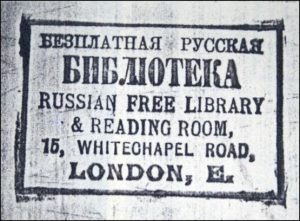 БЕЗПЛАТНАЯ РУССКАЯ
БИБЛІОТЕКА
RUSSIAN FREE LIBRARY
& READING ROOM,
15, WHITECHAPEL ROAD,
LONDON, E.